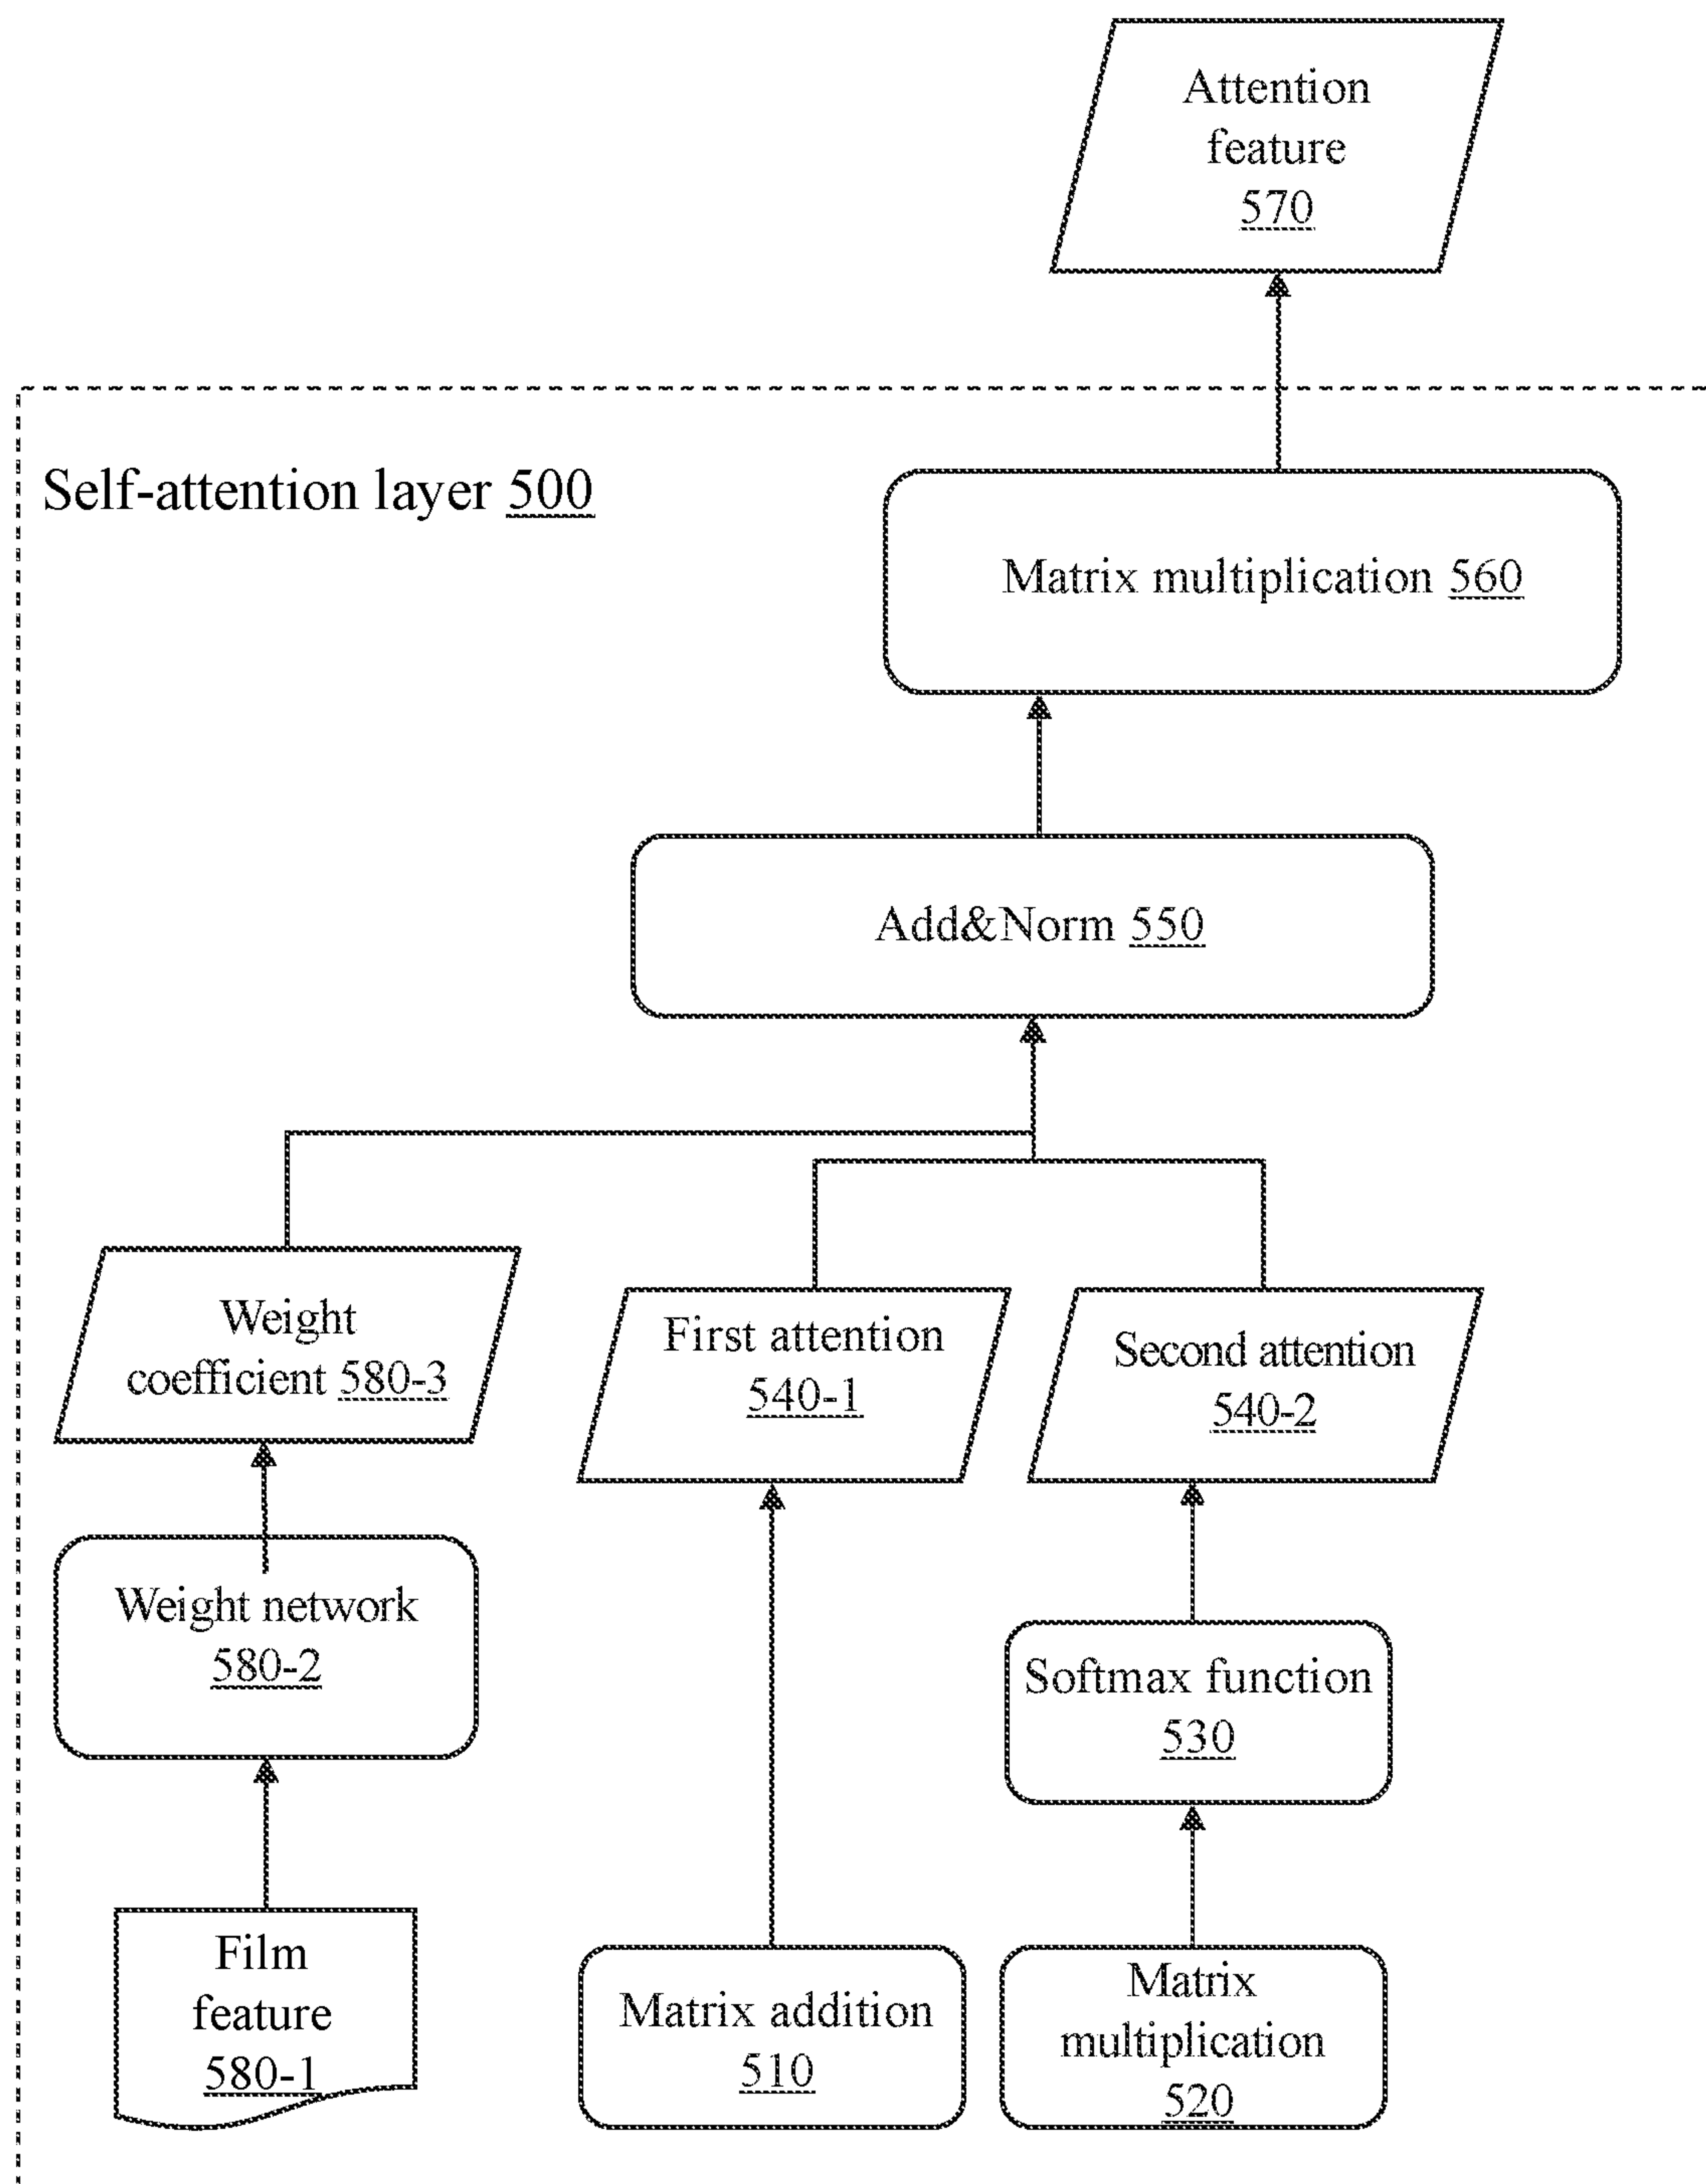 Attention
feature
570
Self-attention layer 500
Matrix multiplication 560
Add&Norm 550
Weight
coefficient 580-3
First attention
540-1
Second attention
540-2
Weight network
580-2
Softmax function
530
Film
feature
580-1
Matrix addition
510
Matrix
multiplication
520